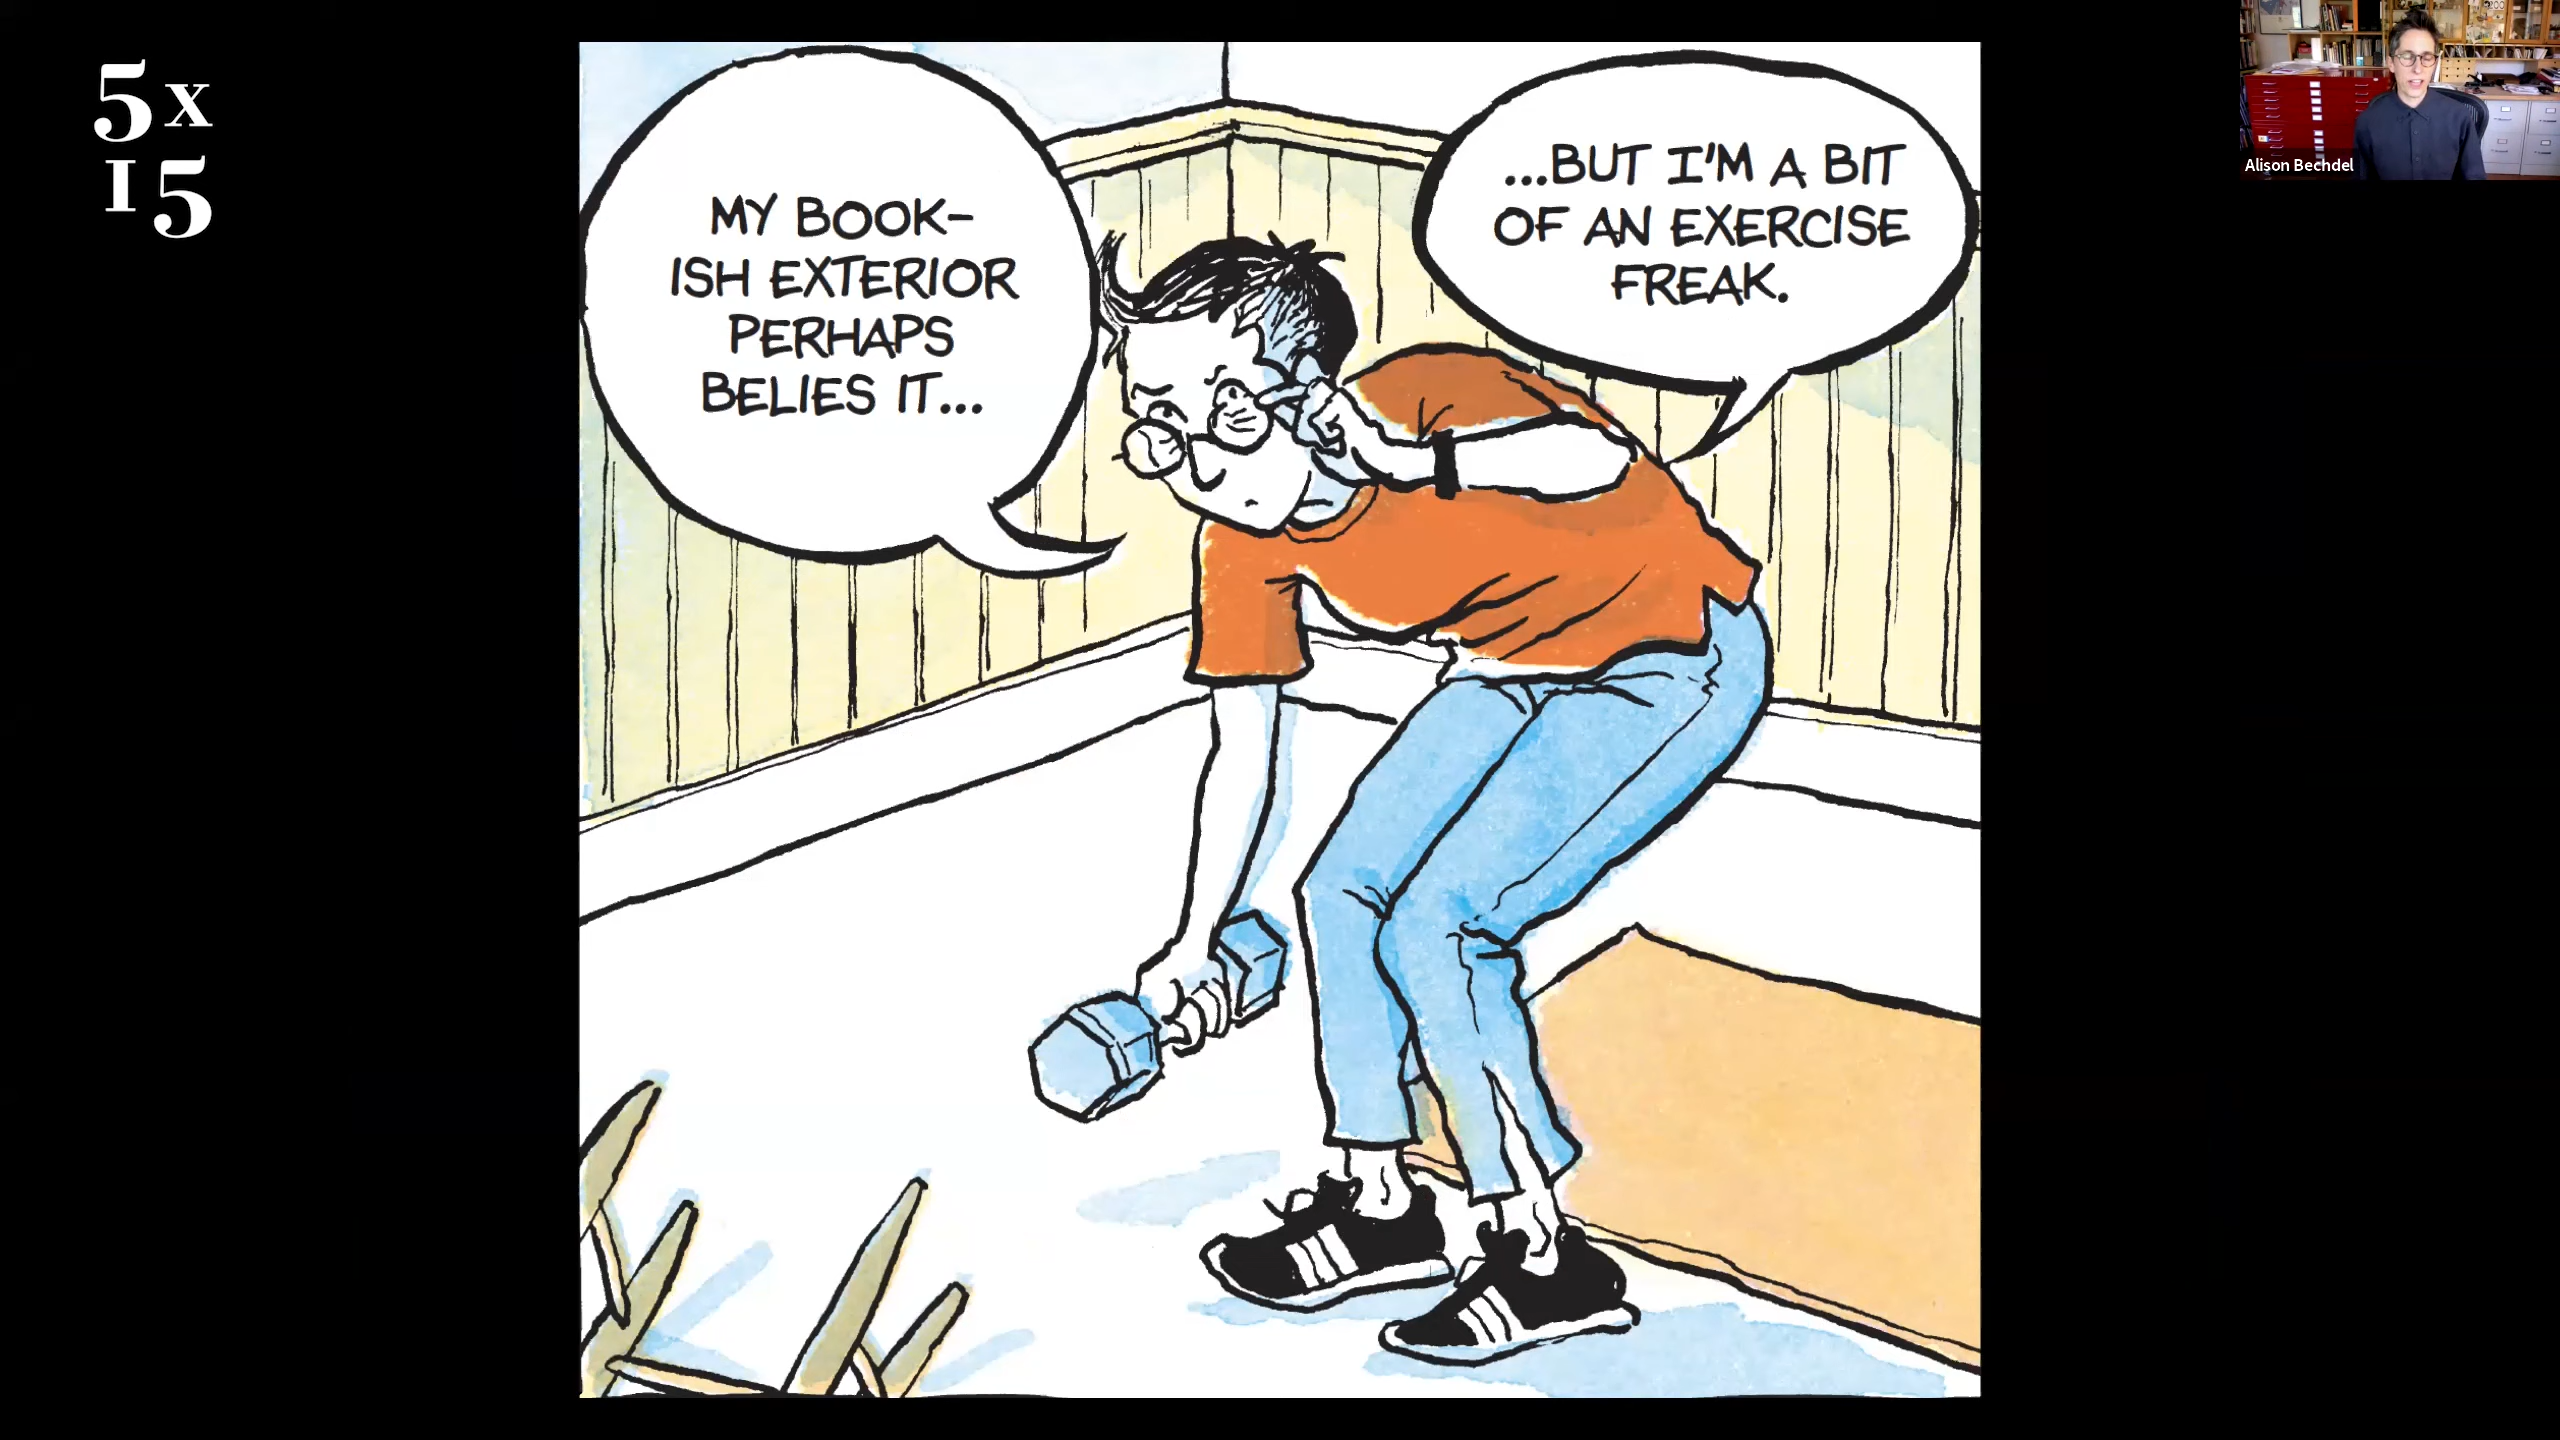 5x
15
MY BOOK-
ISH EXTERIOR
PERHAPS
BELIES IT...
...BUT I'M A BIT
OF AN EXERCISE
FREAK.
Alison Bechdel